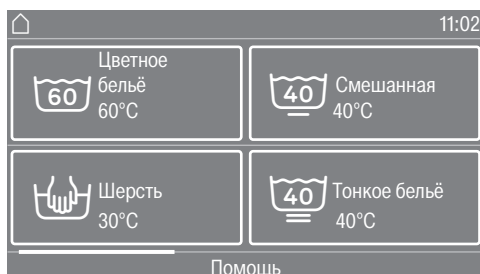 11:02
Цветное
бельё
60
60°C
40
Смешанная
40°C
Шерсть
30°C
40
Тонкое бельё
40°C
Помощь